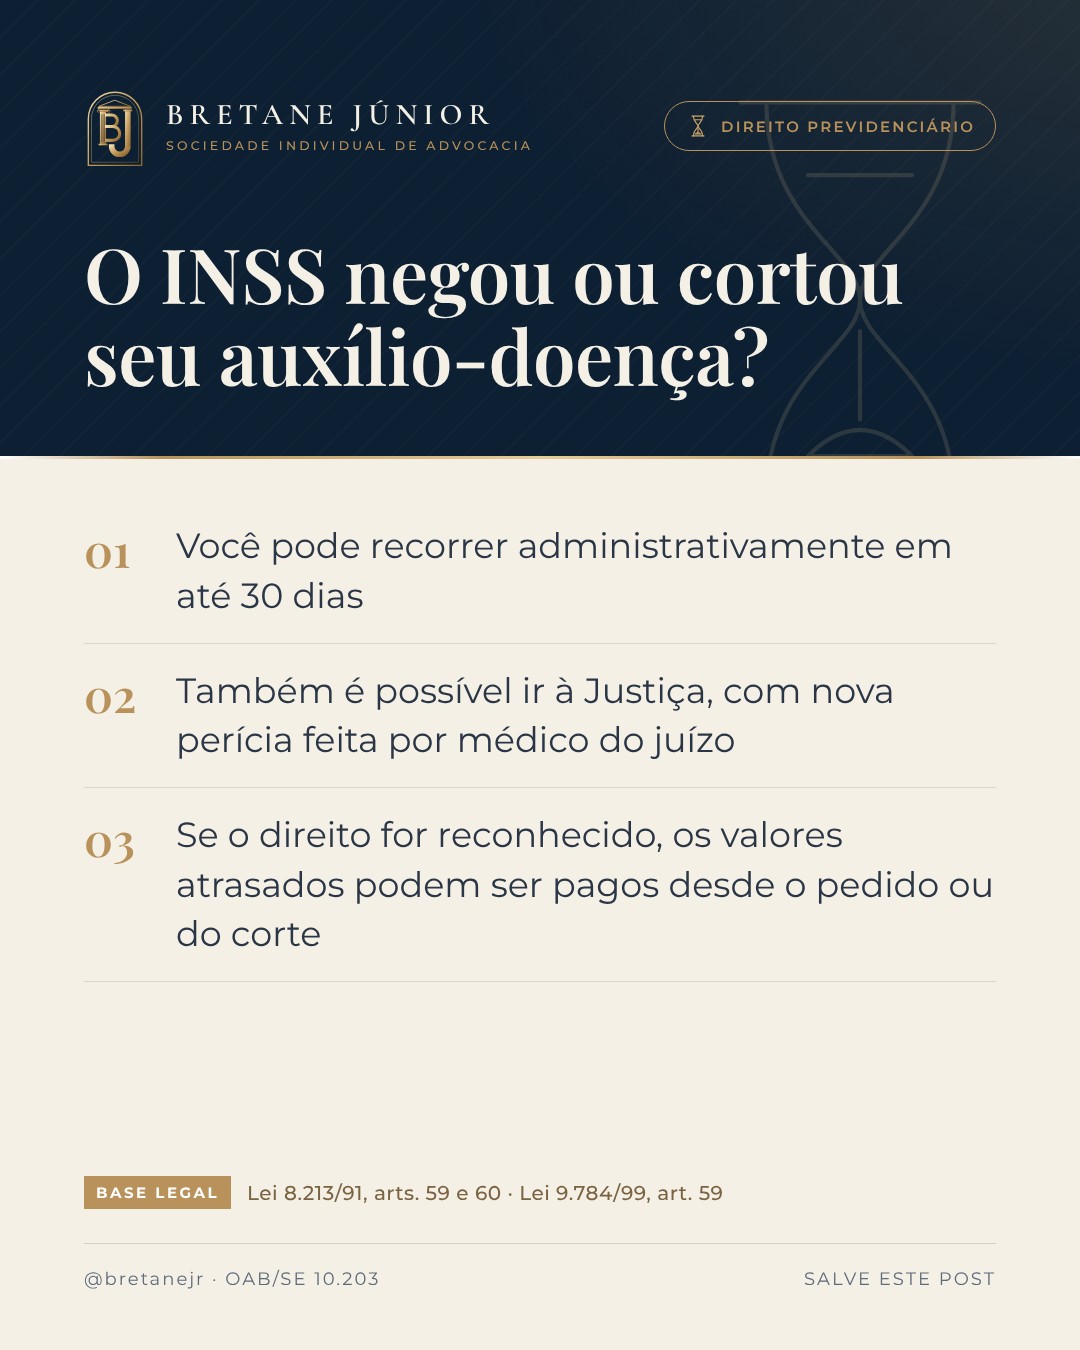 BRETANE JÚNIOR
SOCIEDADE INDIVIDUAL DE ADVOCACIA
DIREITO PREVIDENCIÁRIO
O INSS negou ou cortou
seu auxílio-doença?
01
Você pode recorrer administrativamente em
até 30 dias
02
Também é possível ir à Justiça, com nova
perícia feita por médico do juízo
03
Se o direito for reconhecido, os valores
atrasados podem ser pagos desde o pedido ou
do corte
BASE LEGAL
Lei 8.213/91, arts. 59 e 60 · Lei 9.784/99, art. 59
@bretanejr · OAB/SE 10.203
SALVE ESTE POST